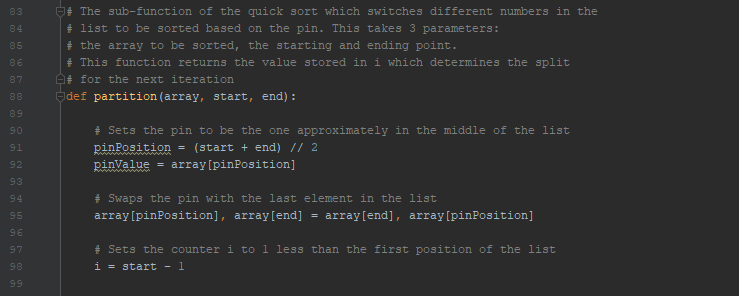 83 # The sub-function of the quick sort which switches different numbers in the
84 # list to be sorted based on the pin. This takes 3 parameters:
85 # the array to be sorted, the starting and ending point.
86 # This function returns the value stored in i which determines the split
87 # for the next iteration
88 def partition(array, start, end):
89
90 # Sets the pin to be the one approximately in the middle of the list
91 pinPosition = (start + end) // 2
92 pinValue = array[pinPosition]
93
94 # Swaps the pin with the last element in the list
95 array[pinPosition], array[end] = array[end], array[pinPosition]
96
97 # Sets the counter i to 1 less than the first position of the list
98 i = start - 1
99